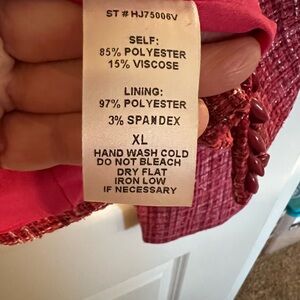 ST # HJ75006V
SELF:
85% POLYESTER
15% VISCOSE
LINING:
97% POLYESTER
3% SPANDEX
XL
HAND WASH COLD
DO NOT BLEACH
DRY FLAT
IRON LOW
IF NECESSARY